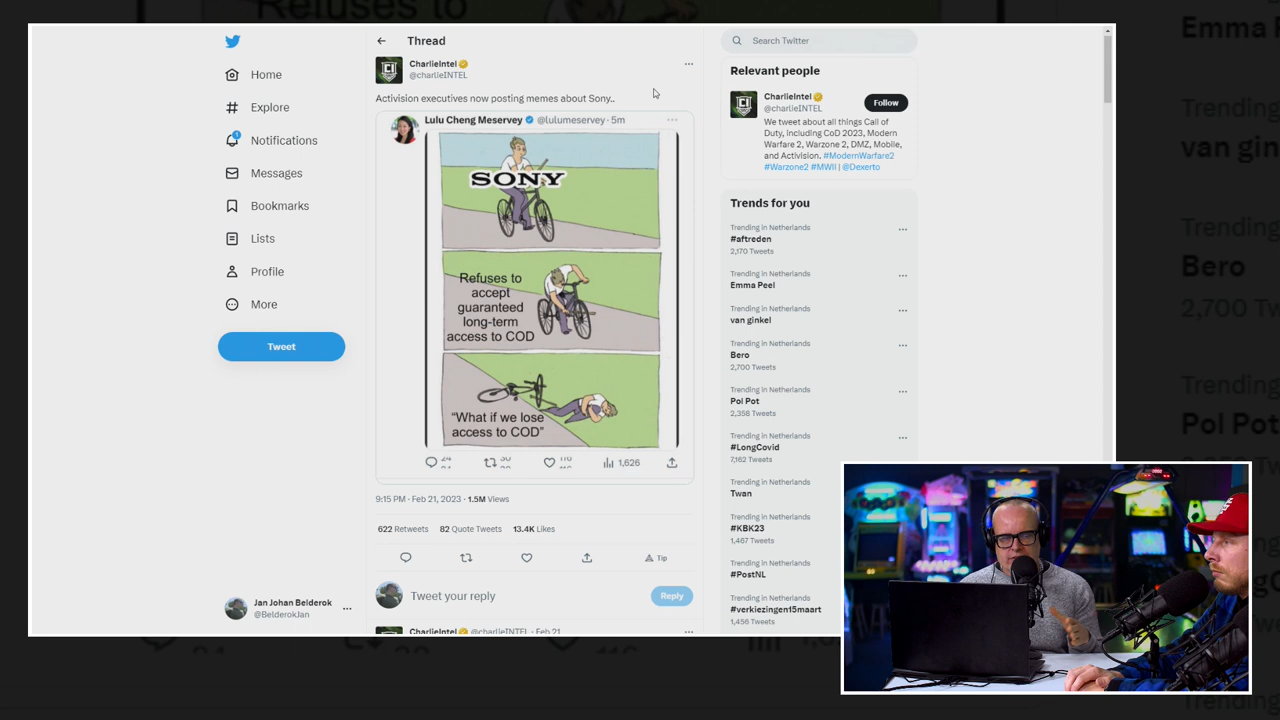 Refuses to
Home
Explore
1
Notifications
Messages
Bookmarks
Lists
Profile
More
Tweet
Jan Johan Belderok
@BelderokJan
Thread
CharlieIntel
@charlieINTEL
Activision executives now posting memes about Sony..
Lulu Cheng Meservey @lulumeservey · 5m
SONY
Refuses to
accept
guaranteed
long-term
access to COD
"What if we lose
access to COD"
1,626
9:15 PM · Feb 21, 2023 · 1.5M Views
622 Retweets 82 Quote Tweets 13.4K Likes
Tip
Tweet your reply
Reply
CharlieIntel @charlieINTEL · Feb 21
Search Twitter
Relevant people
CharlieIntel
@charlieINTEL
Follow
We tweet about all things Call of
Duty, including CoD 2023, Modern
Warfare 2, Warzone 2, DMZ, Mobile,
and Activision. #ModernWarfare2
#Warzone2 #MWII | @Dexerto
Trends for you
Trending in Netherlands
#aftreden
2,170 Tweets
Trending in Netherlands
Emma Peel
Trending in Netherlands
van ginkel
Trending in Netherlands
Bero
2,700 Tweets
Trending in Netherlands
Pol Pot
2,356 Tweets
Trending in Netherlands
#LongCovid
7,162 Tweets
Trending in Netherlands
Twan
Trending in Netherlands
#KBK23
1,467 Tweets
Trending in Netherlands
#PostNL
Trending in Netherlands
#verkiezingen15maart
1,456 Tweets
Emma
Trending
van gin
Trending
Bero
2,700 Tw
Trending
Pol Pot